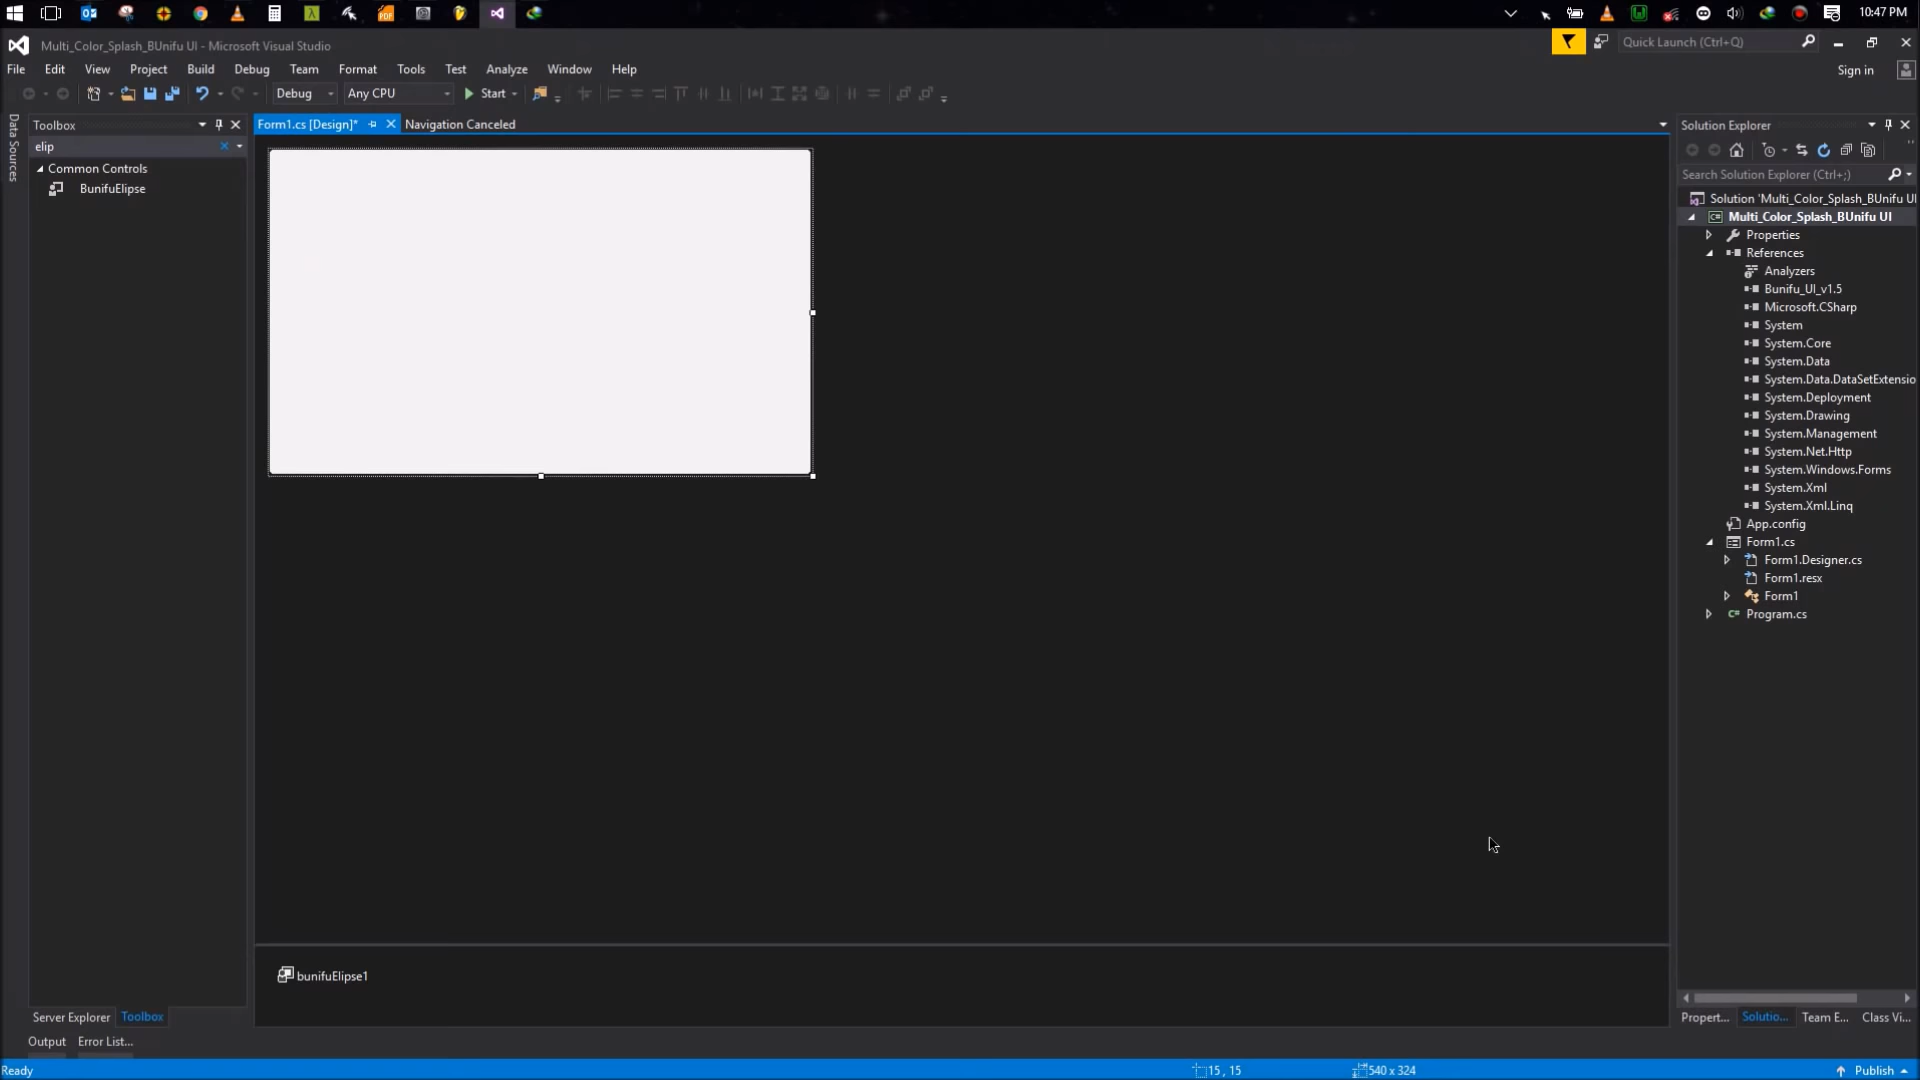 10:47 PM
Multi_Color_Splash_BUnifu UI - Microsoft Visual Studio
Quick Launch (Ctrl+Q)
File Edit View Project Build Debug Team Format Tools Test Analyze Window Help
Sign in
Debug Any CPU Start
Data Sources
Toolbox
Form1.cs [Design]*
Navigation Canceled
Solution Explorer
elip
Common Controls
BunifuElipse
Search Solution Explorer (Ctrl+;)
Solution 'Multi_Color_Splash_BUnifu UI
Multi_Color_Splash_BUnifu UI
Properties
References
Analyzers
Bunifu_UI_v1.5
Microsoft.CSharp
System
System.Core
System.Data
System.Data.DataSetExtensio
System.Deployment
System.Drawing
System.Management
System.Net.Http
System.Windows.Forms
System.Xml
System.Xml.Linq
App.config
Form1.cs
Form1.Designer.cs
Form1.resx
Form1
Program.cs
bunifuElipse1
Server Explorer Toolbox
Propert... Solutio... Team E... Class Vi...
Output Error List...
Ready
15 , 15
540 x 324
Publish